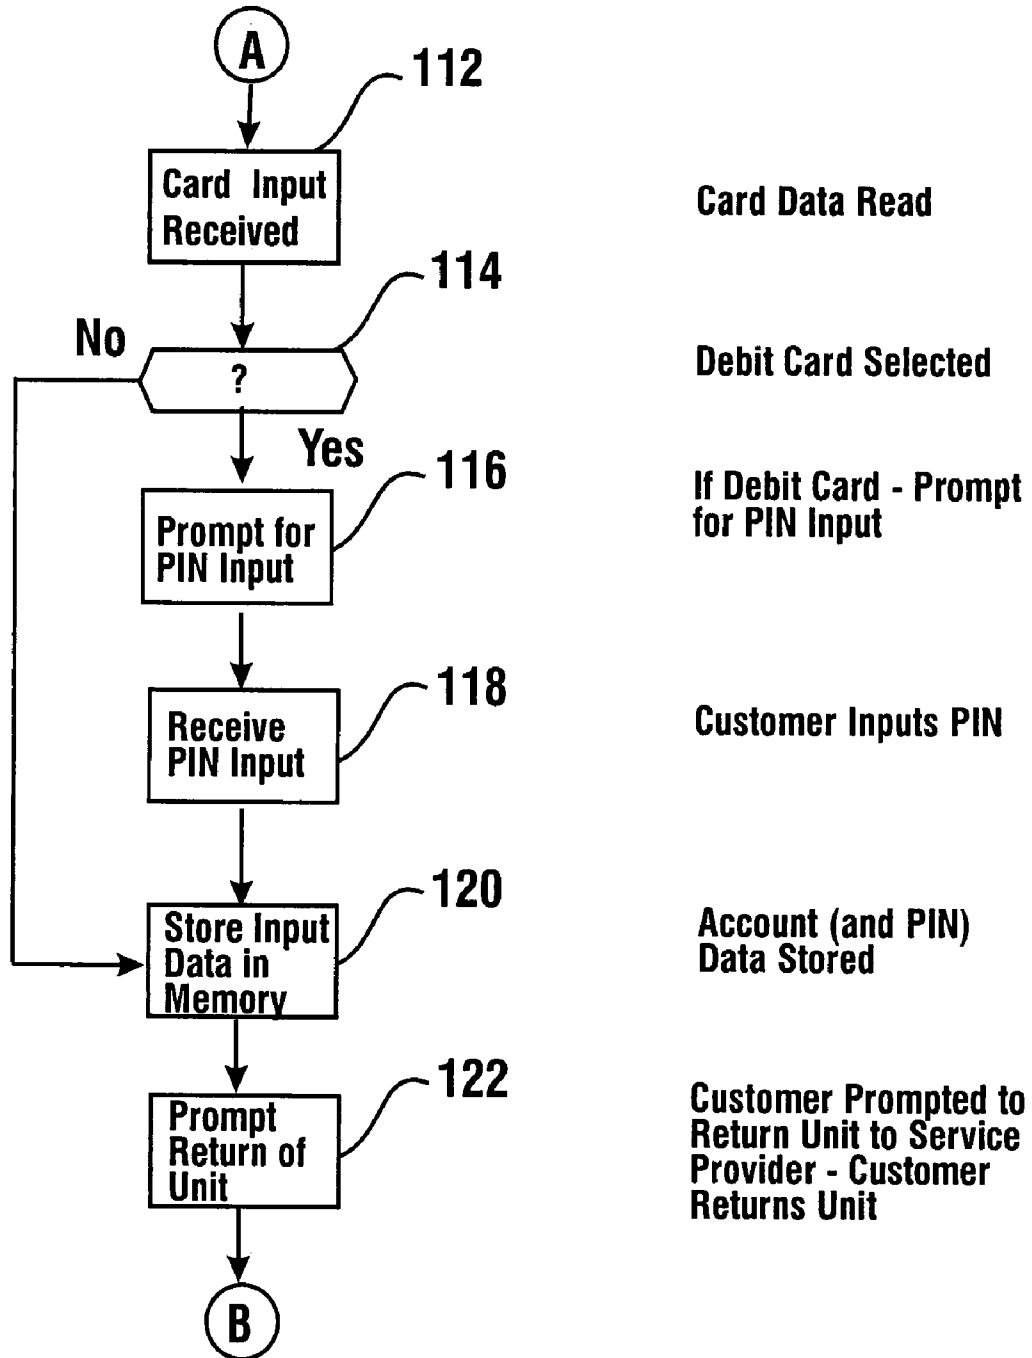 A
112
Card Input
Received
Card Data Read
114
No
?
Debit Card Selected
Yes
116
Prompt for
PIN Input
If Debit Card - Prompt
for PIN Input
118
Receive
PIN Input
Customer Inputs PIN
120
Store Input
Data in
Memory
Account (and PIN)
Data Stored
122
Prompt
Return of
Unit
Customer Prompted to
Return Unit to Service
Provider - Customer
Returns Unit
B